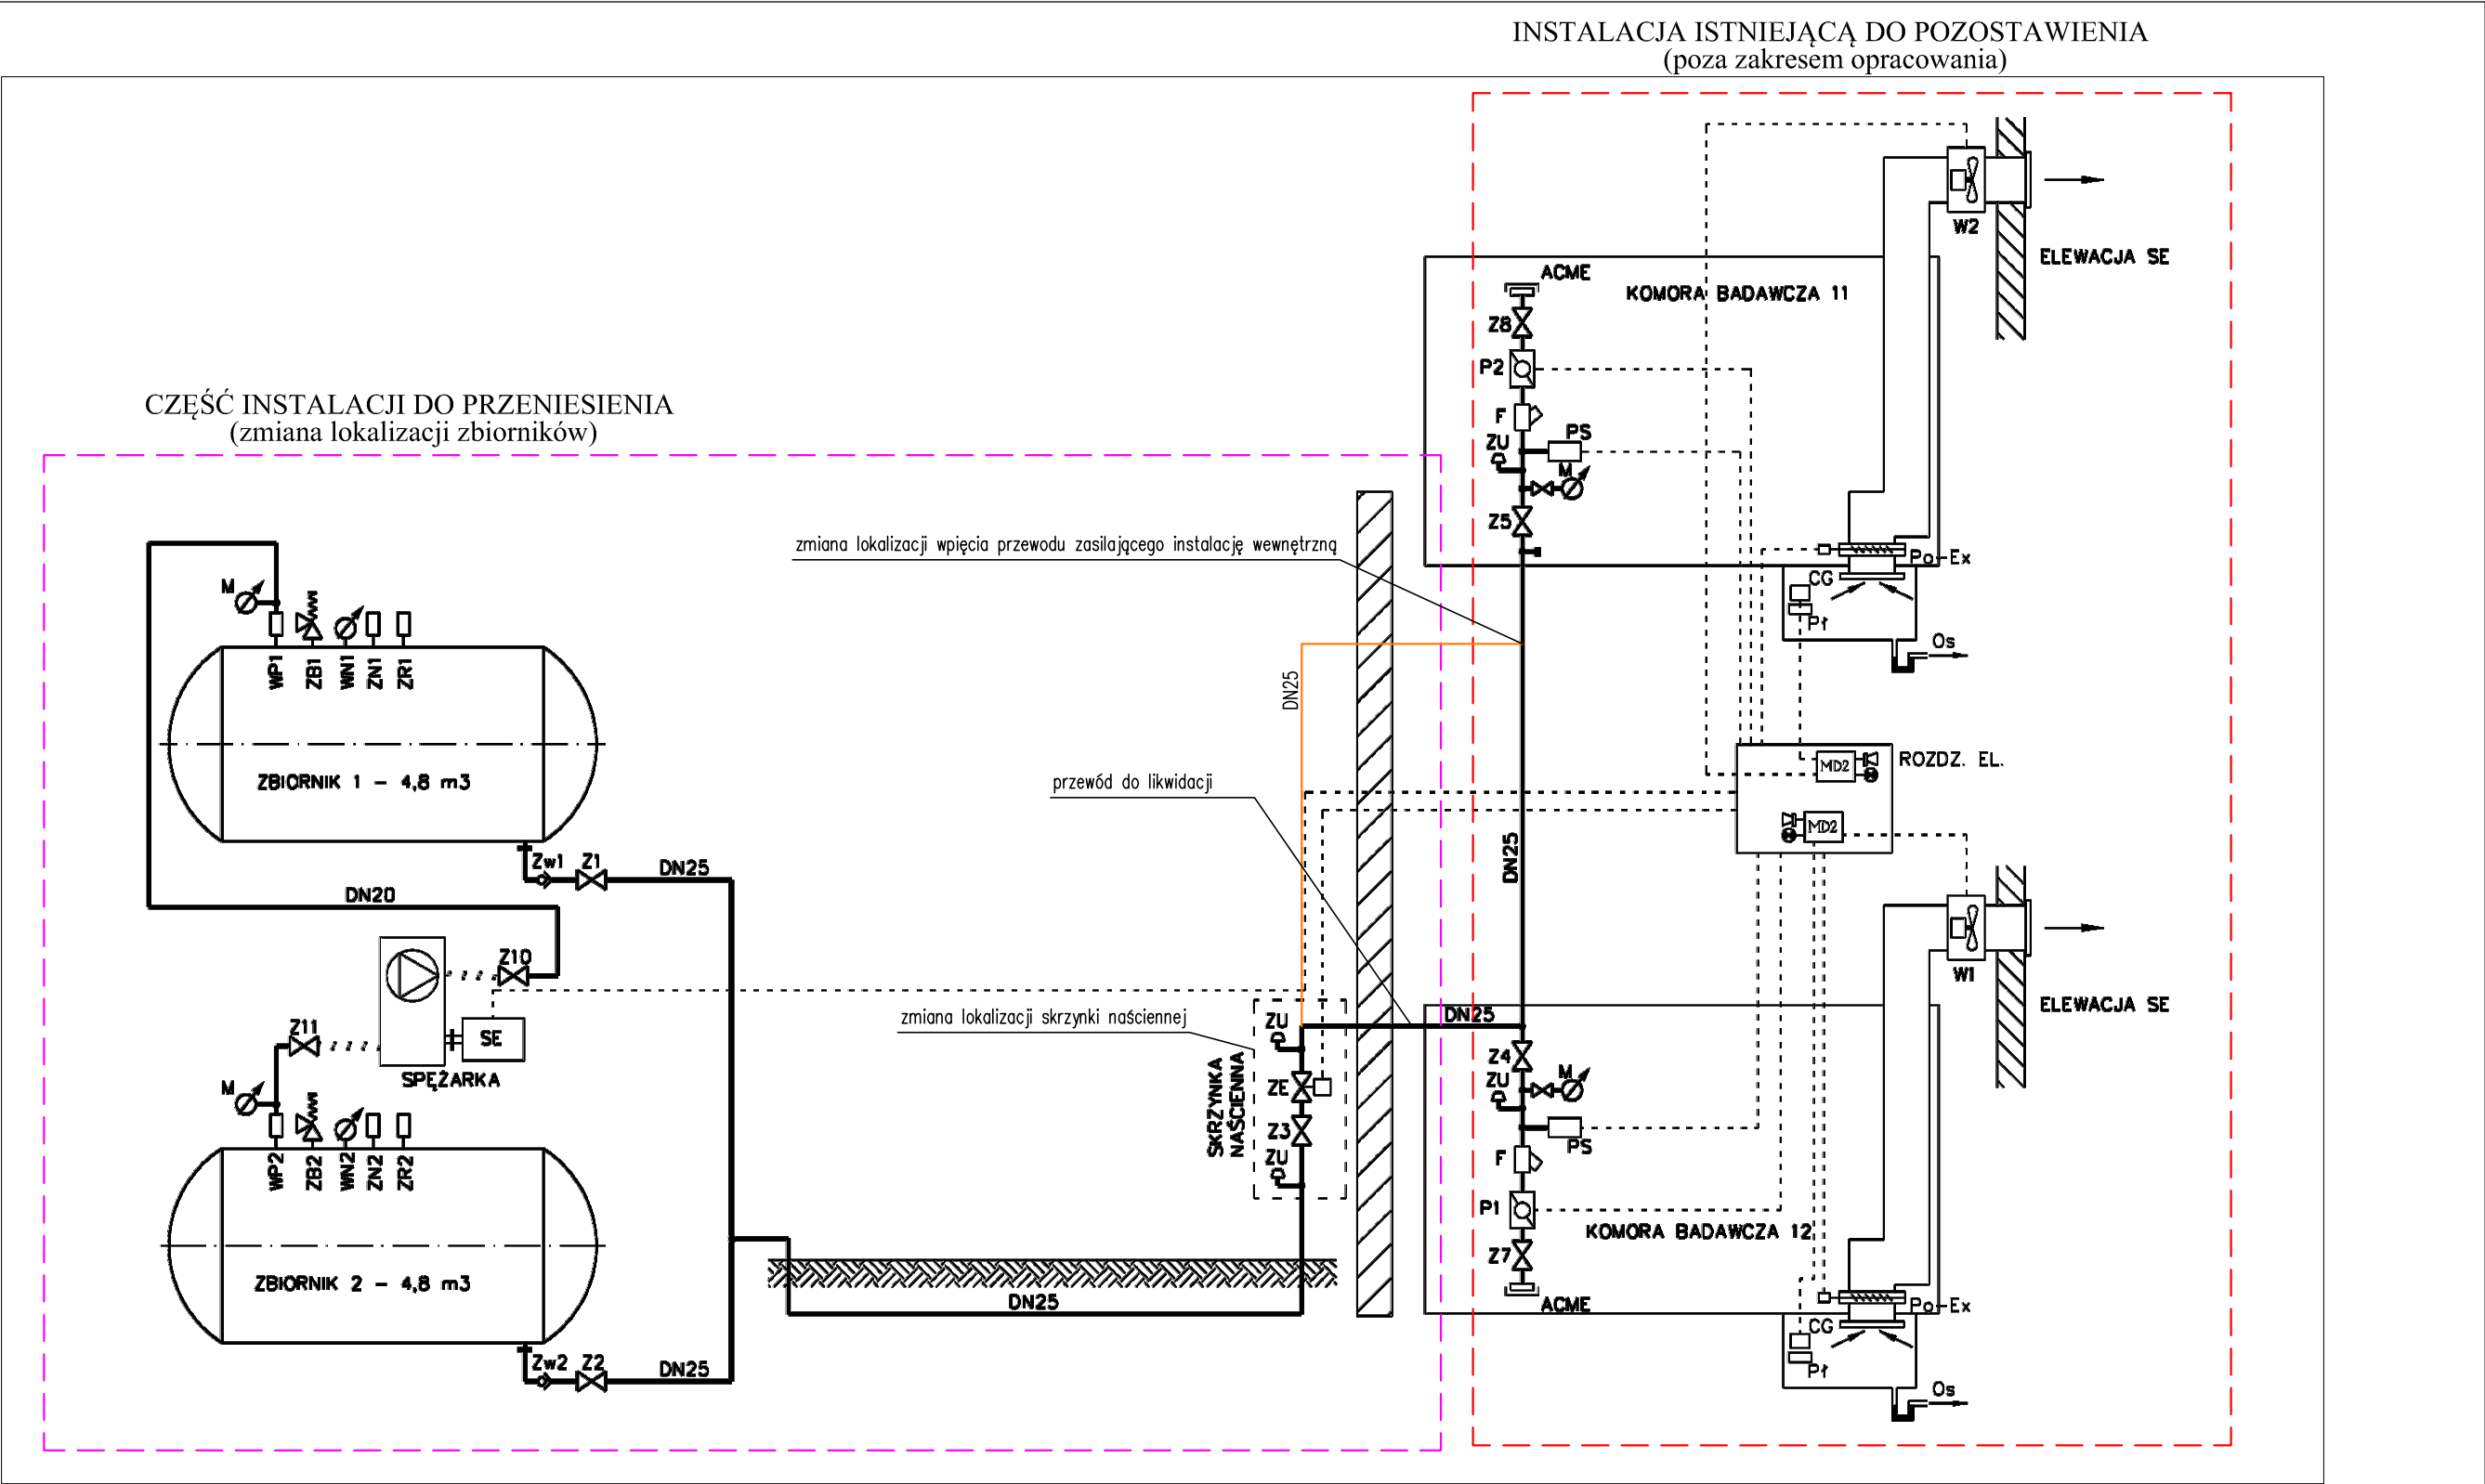 INSTALACJA ISTNIEJĄCĄ DO POZOSTAWIENIA
(poza zakresem opracowania)
W2
ELEWACJA SE
ACME
KOMORA BADAWCZA 11
Z8
P2
F
PS
ZU
M
Z5
Po-Ex
CG
Pf
Os
CZĘŚĆ INSTALACJI DO PRZENIESIENIA
(zmiana lokalizacji zbiorników)
zmiana lokalizacji wpięcia przewodu zasilającego instalację wewnętrzną
M
WP1
ZB1
WN1
ZN1
ZR1
DN25
ZBIORNIK 1 - 4,8 m3
przewód do likwidacji
MD2
ROZDZ. EL.
MD2
DN25
Zw1
Z1
DN25
DN20
Z10
W1
ELEWACJA SE
zmiana lokalizacji skrzynki naściennej
Z11
SE
SPĘŻARKA
M
WP2
ZB2
WN2
ZN2
ZR2
ZBIORNIK 2 - 4,8 m3
Zw2
Z2
DN25
DN25
SKRZYNKA
NAŚCIENNA
ZU
ZE
Z3
ZU
DN25
Z4
ZU
M
PS
F
P1
KOMORA BADAWCZA 12
Z7
ACME
Po-Ex
CG
Pf
Os